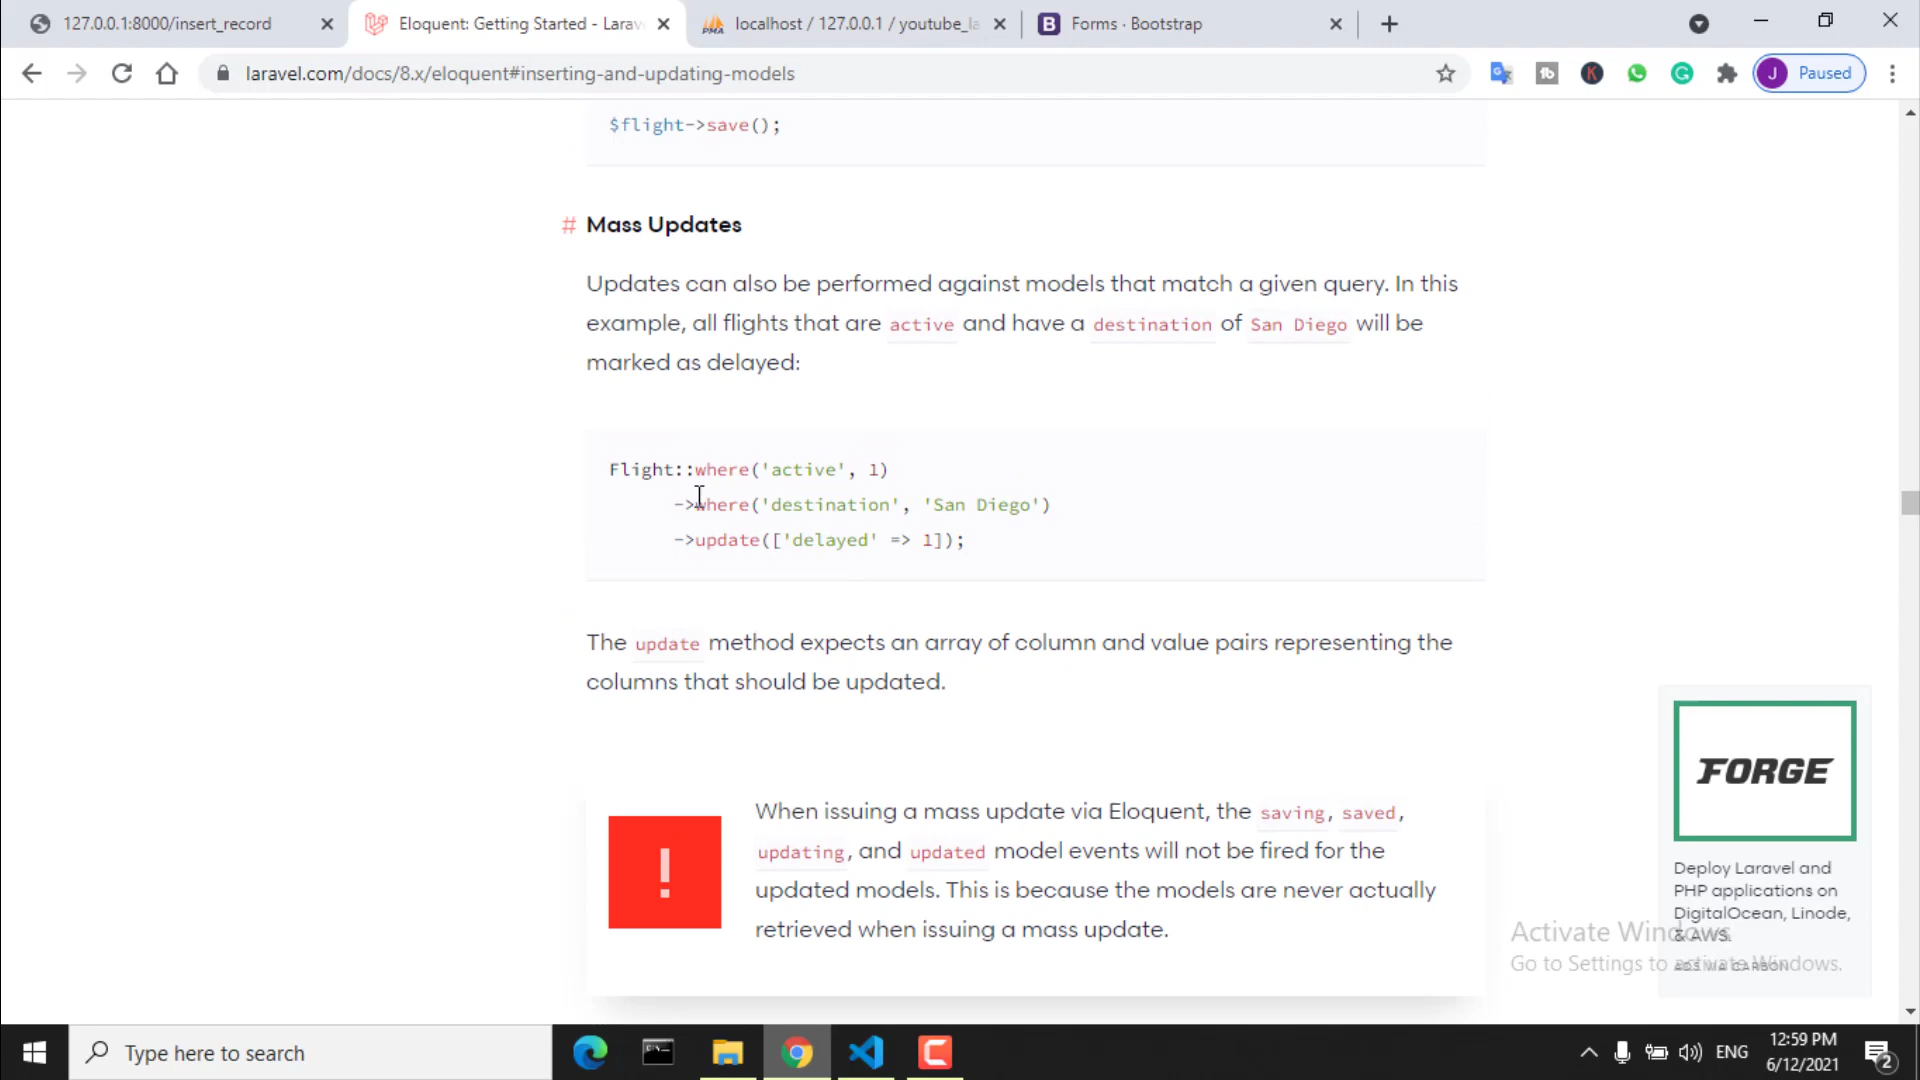 127.0.0.1:8000/insert_record
Eloquent: Getting Started - Larav
localhost / 127.0.0.1 / youtube_la
Forms · Bootstrap
laravel.com/docs/8.x/eloquent#inserting-and-updating-models
J Paused
$flight->save();
# Mass Updates
Updates can also be performed against models that match a given query. In this
example, all flights that are active and have a destination of San Diego will be
marked as delayed:
Flight::where('active', 1)
->where('destination', 'San Diego')
->update(['delayed' => 1]);
The update method expects an array of column and value pairs representing the
columns that should be updated.
!
When issuing a mass update via Eloquent, the saving, saved,
updating, and updated model events will not be fired for the
updated models. This is because the models are never actually
retrieved when issuing a mass update.
FORGE
Deploy Laravel and
PHP applications on
DigitalOcean, Linode,
& AWS.
ADS VIA CARBON
Activate Windows
Go to Settings to activate Windows.
Type here to search
ENG
12:59 PM
6/12/2021
2